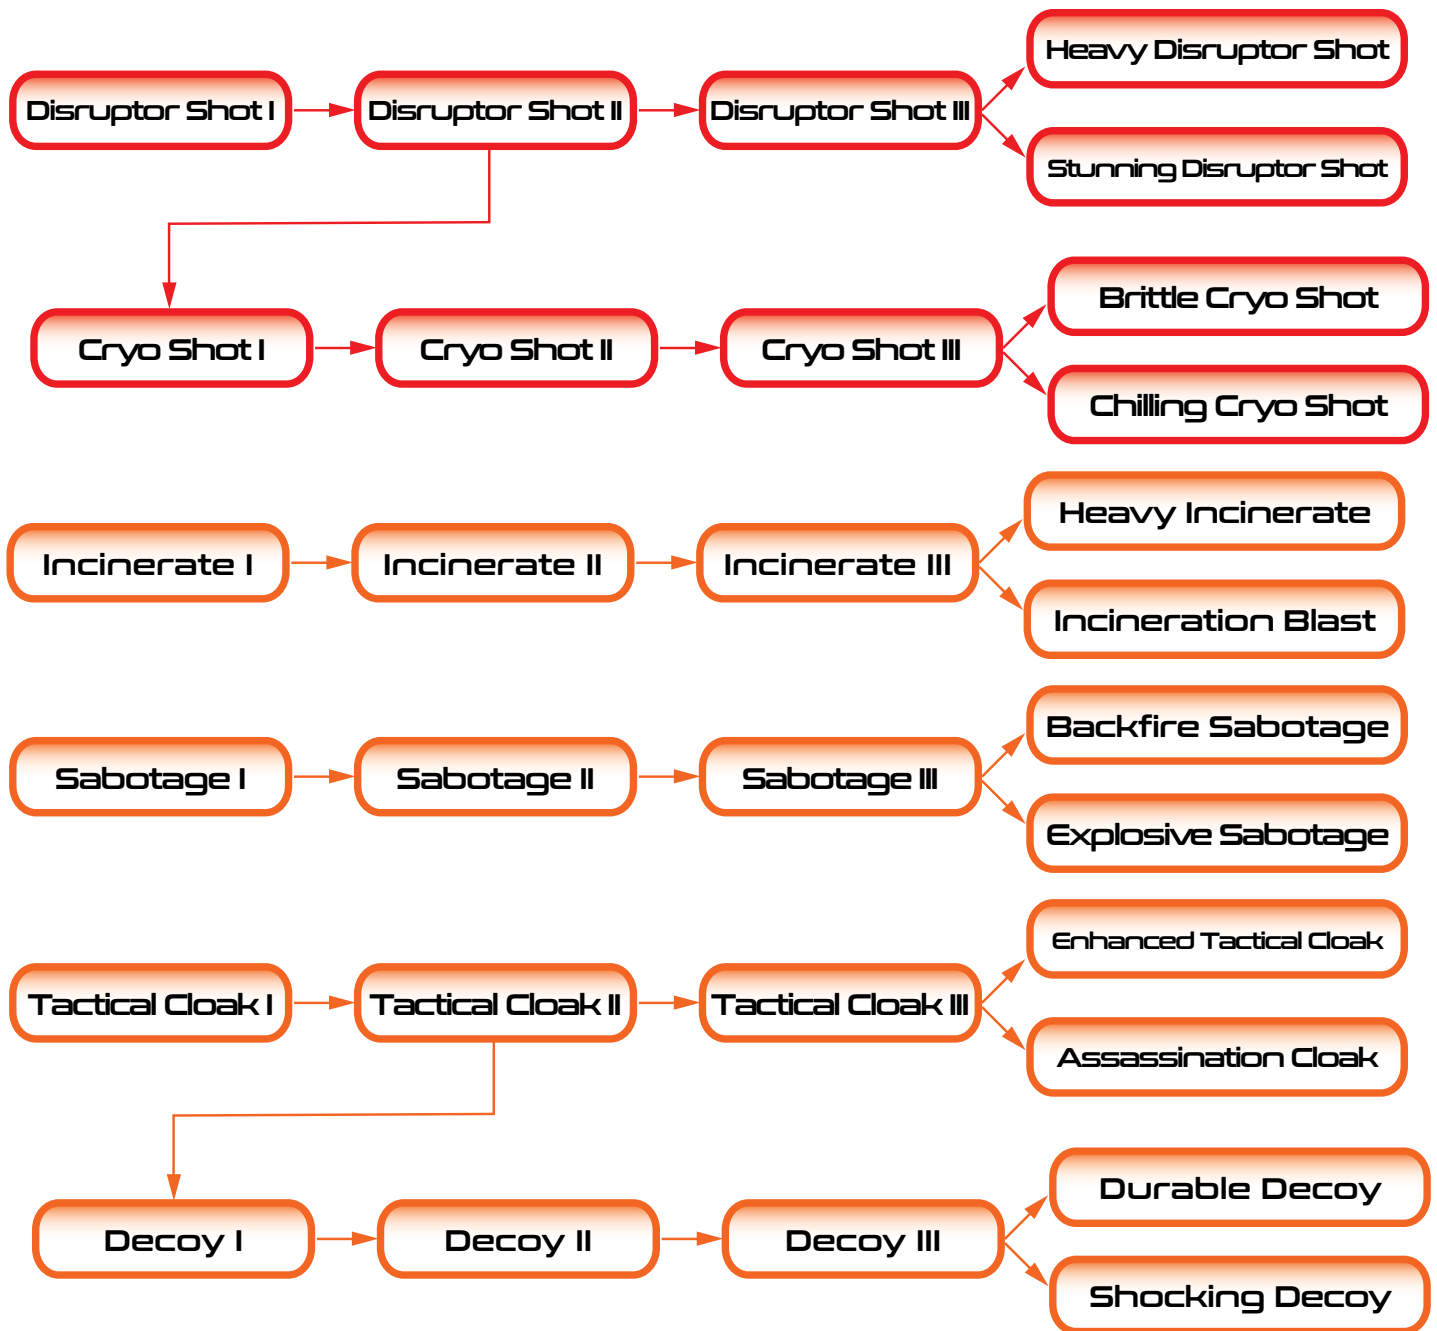 Heavy Disruptor Shot
Disruptor Shot I
Disruptor Shot II
Disruptor Shot III
Stunning Disruptor Shot
Brittle Cryo Shot
Cryo Shot I
Cryo Shot II
Cryo Shot III
Chilling Cryo Shot
Heavy Incinerate
Incinerate I
Incinerate II
Incinerate III
Incineration Blast
Backfire Sabotage
Sabotage I
Sabotage II
Sabotage III
Explosive Sabotage
Enhanced Tactical Cloak
Tactical Cloak I
Tactical Cloak II
Tactical Cloak III
Assassination Cloak
Durable Decoy
Decoy I
Decoy II
Decoy III
Shocking Decoy